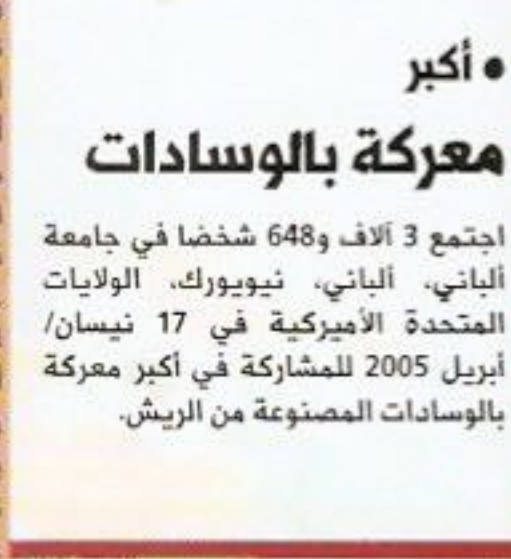 • أكبر
معركة بالوسادات
اجتمع 3 آلاف و648 شخصا في جامعة
ألباني، ألباني، نيويورك، الولايات
المتحدة الأميركية في 17 نيسان/
أبريل 2005 للمشاركة في أكبر معركة
بالوسادات المصنوعة من الريش.